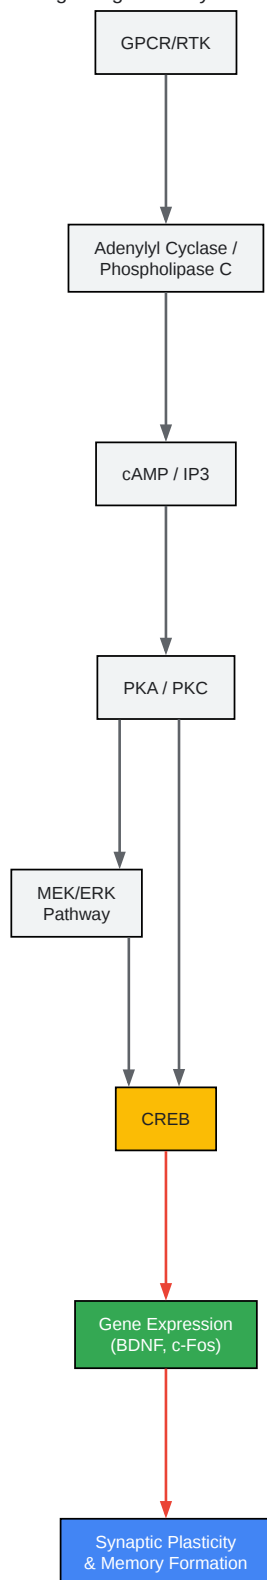 GPCR/RTK
Adenylyl Cyclase /
Phospholipase C
cAMP / IP3
PKA / PKC
MEK/ERK
Pathway
CREB
Gene Expression
(BDNF, c-Fos)
Synaptic Plasticity
& Memory Formation